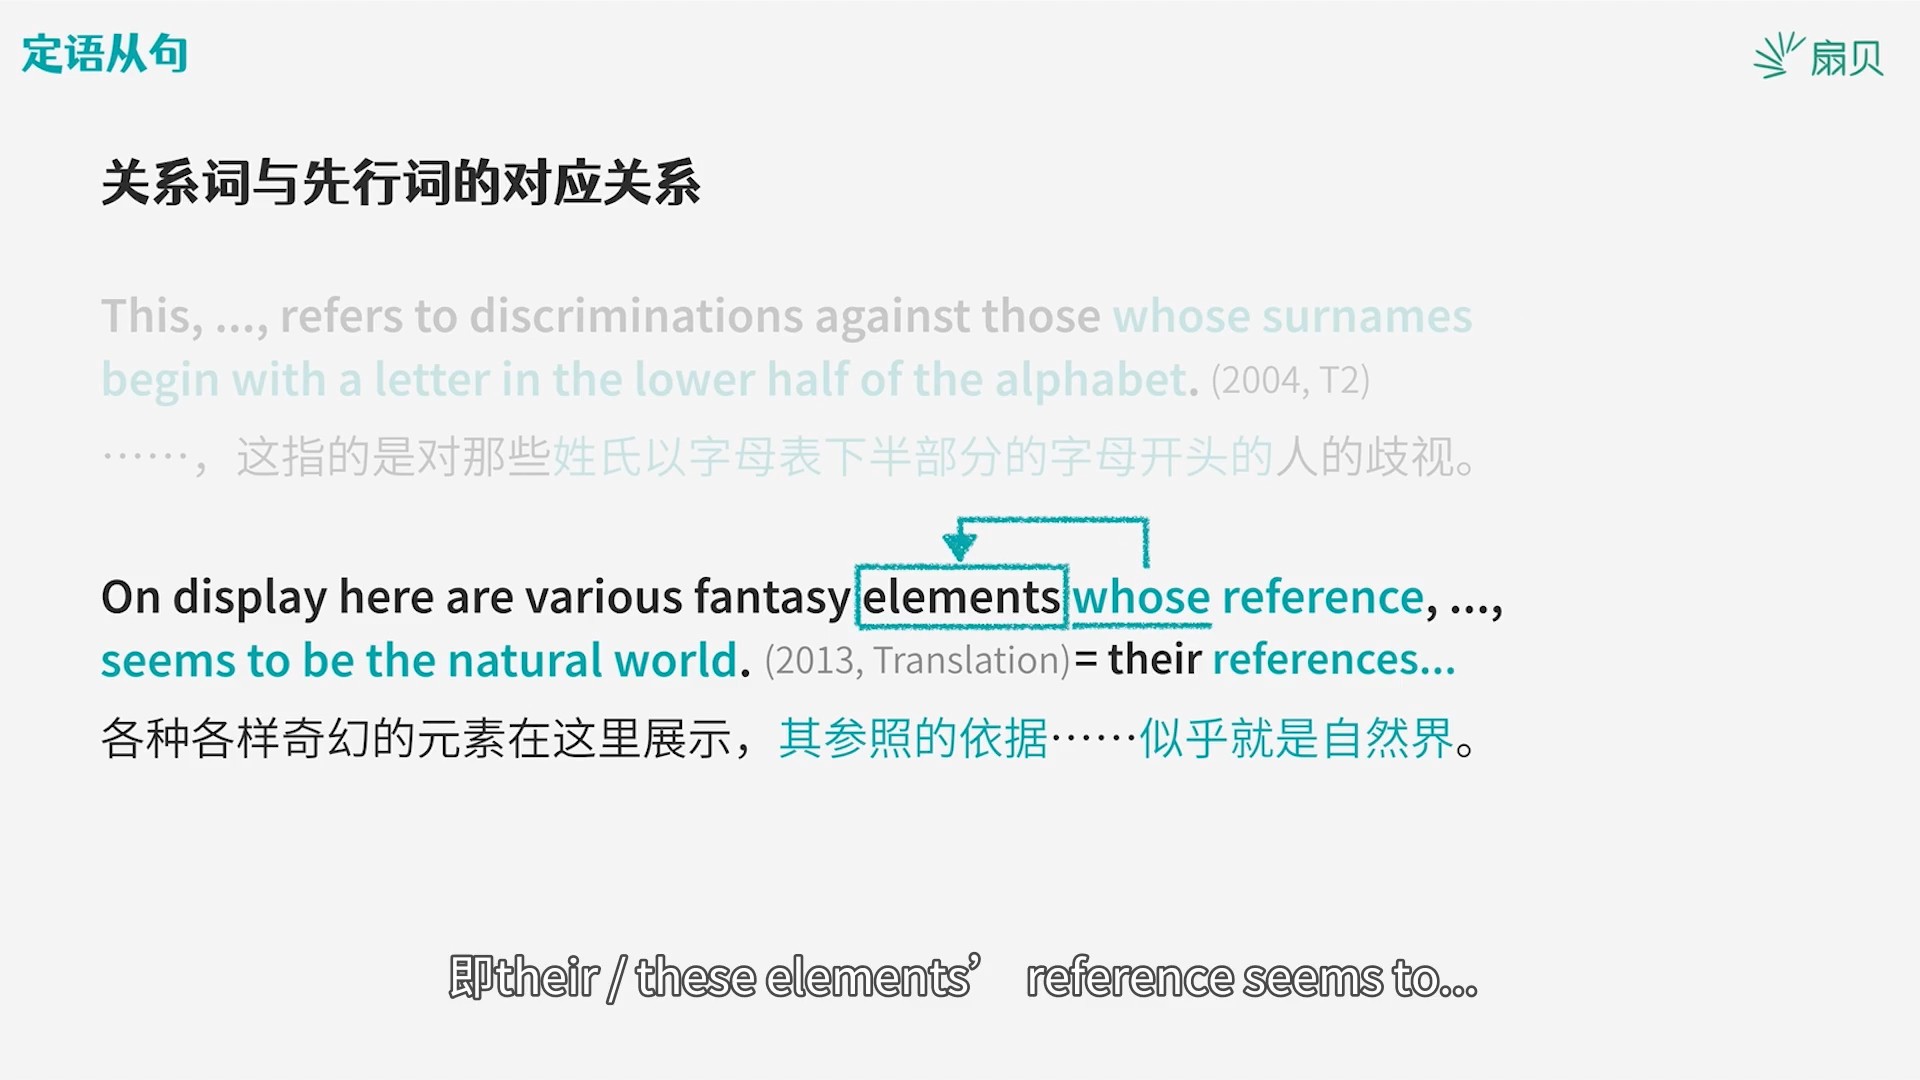 定语从句
扇贝
关系词与先行词的对应关系
This, ..., refers to discriminations against those whose surnames
begin with a letter in the lower half of the alphabet. (2004, T2)
……，这指的是对那些姓氏以字母表下半部分的字母开头的人的歧视。
On display here are various fantasy elements whose reference, ...,
seems to be the natural world. (2013, Translation) = their references...
各种各样奇幻的元素在这里展示，其参照的依据……似乎就是自然界。
即their / these elements’ reference seems to...